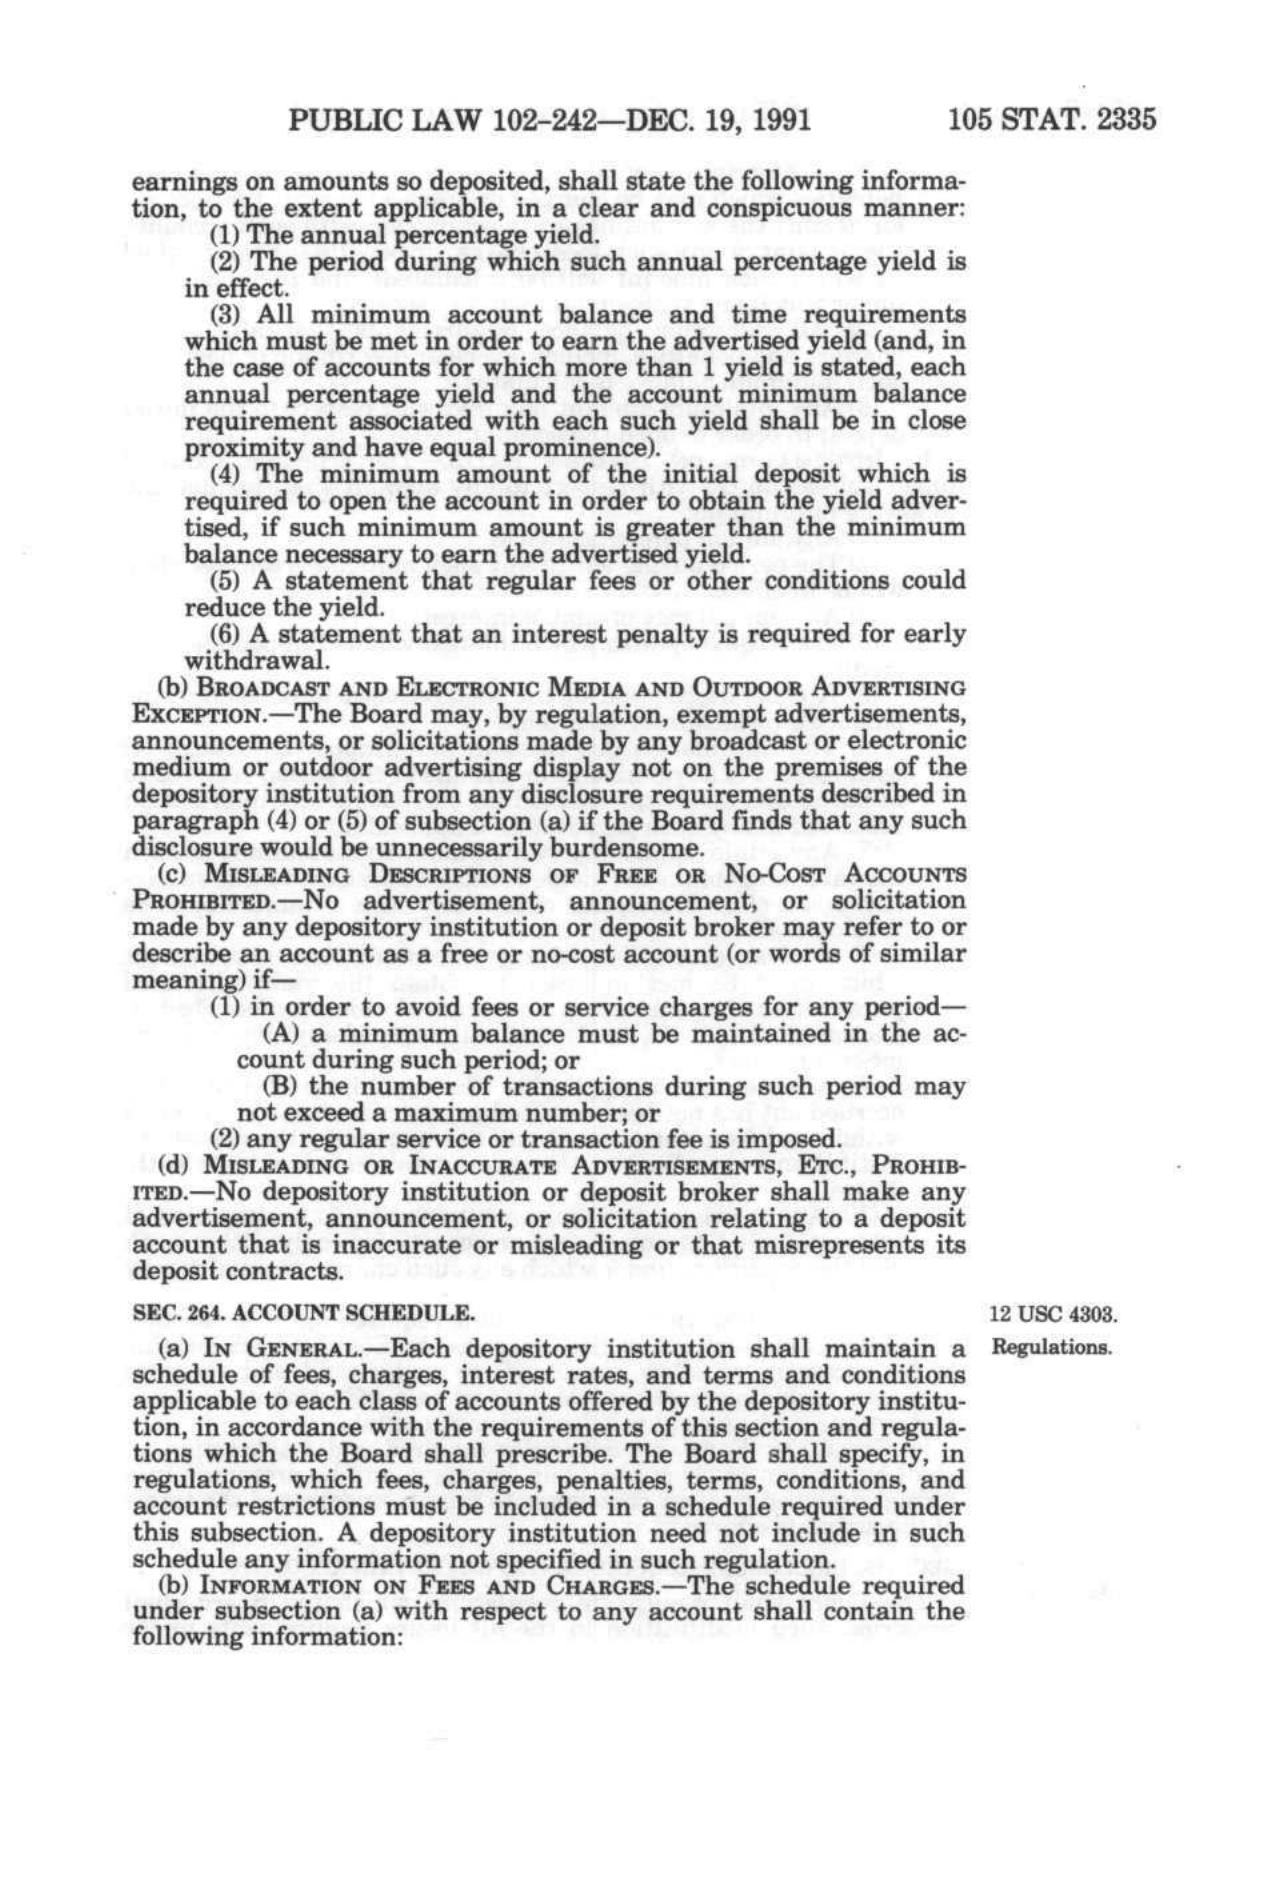 PUBLIC LAW 102-242—DEC. 19, 1991 105 STAT. 2335
earnings on amounts so deposited, shall state the following informa-
tion, to the extent applicable, in a clear and conspicuous manner:
(1) The annual percentage yield.
(2) The period during which such annual percentage yield is
in effect.
(3) All minimum account balance and time requirements
which must be met in order to earn the advertised yield (and, in
the case of accounts for which more than 1 yield is stated, each
annual percentage yield and the account minimum balance
requirement associated with each such yield shall be in close
proximity and have equal prominence).
(4) The minimum amount of the initial deposit which is
required to open the account in order to obtain the yield adver-
tised, if such minimum amount is greater than the minimum
balance necessary to earn the advertised yield.
(5) A statement that regular fees or other conditions could
reduce the yield.
(6) A statement that an interest penalty is required for early
withdrawal.
(b) BROADCAST AND ELECTRONIC MEDIA AND OUTDOOR ADVERTISING
EXCEPTION.—The Board may, by regulation, exempt advertisements,
announcements, or solicitations made by any broadcast or electronic
medium or outdoor advertising display not on the premises of the
depository institution from any disclosure requirements described in
paragraph (4) or (5) of subsection (a) if the Board finds that any such
disclosure would be unnecessarily burdensome.
(c) MISLEADING DESCRIPTIONS OF FREE OR NO-COST ACCOUNTS
PROHIBITED.—No advertisement, announcement, or solicitation
made by any depository institution or deposit broker may refer to or
describe an account as a free or no-cost account (or words of similar
meaning) if—
(1) in order to avoid fees or service charges for any period—
(A) a minimum balance must be maintained in the ac-
count during such period; or
(B) the number of transactions during such period may
not exceed a maximum number; or
(2) any regular service or transaction fee is imposed.
(d) MISLEADING OR INACCURATE ADVERTISEMENTS, ETC., PROHIB-
ITED.—No depository institution or deposit broker shall make any
advertisement, announcement, or solicitation relating to a deposit
account that is inaccurate or misleading or that misrepresents its
deposit contracts.
SEC. 264. ACCOUNT SCHEDULE. 12 USC 4303.
(a) IN GENERAL.—Each depository institution shall maintain a Regulations.
schedule of fees, charges, interest rates, and terms and conditions
applicable to each class of accounts offered by the depository institu-
tion, in accordance with the requirements of this section and regula-
tions which the Board shall prescribe. The Board shall specify, in
regulations, which fees, charges, penalties, terms, conditions, and
account restrictions must be included in a schedule required under
this subsection. A depository institution need not include in such
schedule any information not specified in such regulation.
(b) INFORMATION ON FEES AND CHARGES.—The schedule required
under subsection (a) with respect to any account shall contain the
following information: